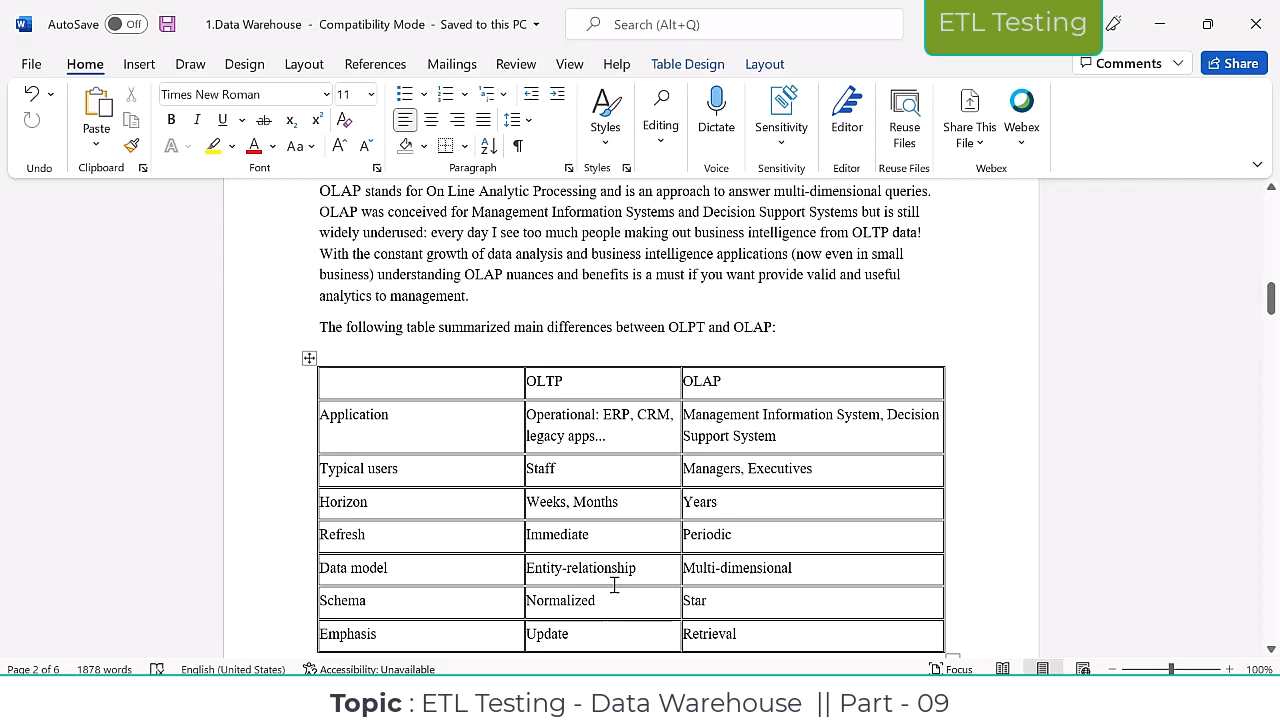 AutoSave Off 1.Data Warehouse - Compatibility Mode - Saved to this PC Search (Alt+Q) ETL Testing
File Home Insert Draw Design Layout References Mailings Review View Help Table Design Layout Comments Share
Times New Roman 11
Paste Styles Editing Dictate Sensitivity Editor Reuse Files Share This File Webex
Undo Clipboard Font Paragraph Styles Voice Sensitivity Editor Reuse Files Webex
OLAP stands for On Line Analytic Processing and is an approach to answer multi-dimensional queries.
OLAP was conceived for Management Information Systems and Decision Support Systems but is still
widely underused: every day I see too much people making out business intelligence from OLTP data!
With the constant growth of data analysis and business intelligence applications (now even in small
business) understanding OLAP nuances and benefits is a must if you want provide valid and useful
analytics to management.
The following table summarized main differences between OLPT and OLAP:
OLTP OLAP
Application Operational: ERP, CRM, legacy apps... Management Information System, Decision Support System
Typical users Staff Managers, Executives
Horizon Weeks, Months Years
Refresh Immediate Periodic
Data model Entity-relationship Multi-dimensional
Schema Normalized Star
Emphasis Update Retrieval
Page 2 of 6 1878 words English (United States) Accessibility: Unavailable Focus 100%
Topic : ETL Testing - Data Warehouse || Part - 09